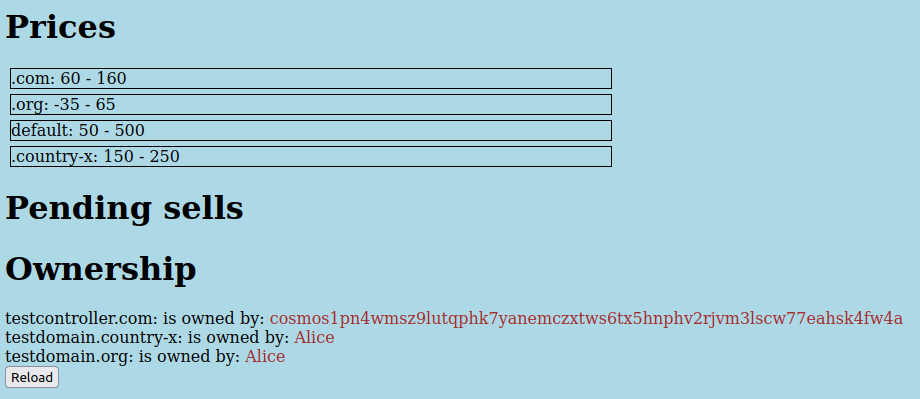 Prices
.com: 60 - 160
.org: -35 - 65
default: 50 - 500
.country-x: 150 - 250
Pending sells
Ownership
testcontroller.com: is owned by: cosmos1pn4wmsz9lutqphk7yanemczxtws6tx5hnphv2rjvm3lscw77eahsk4fw4a
testdomain.country-x: is owned by: Alice
testdomain.org: is owned by: Alice
Reload